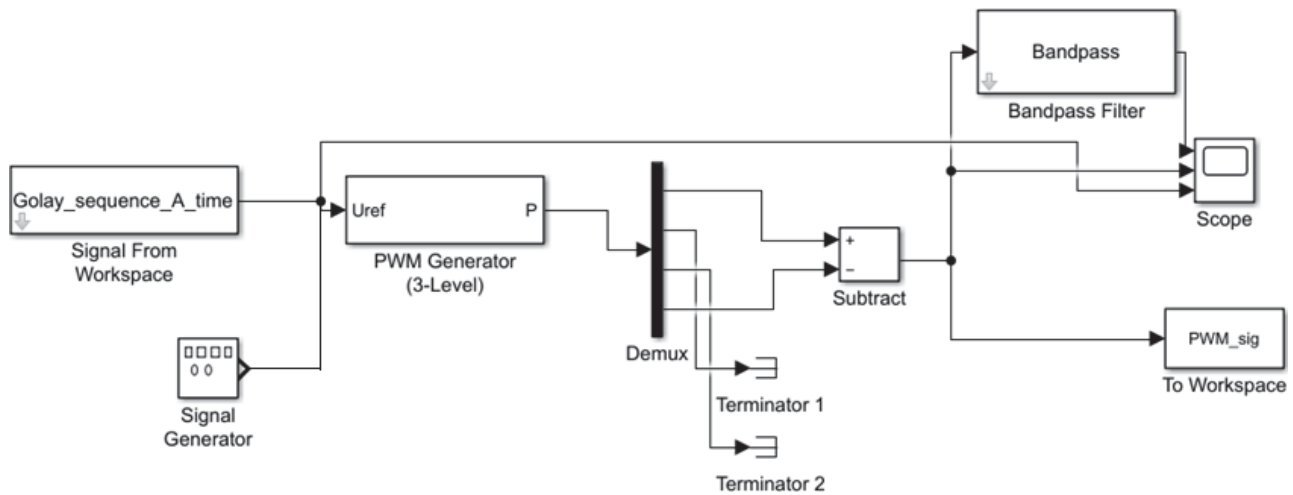 Bandpass
Bandpass Filter
Golay_sequence_A_time
Signal From
Workspace
Uref
P
PWM Generator
(3-Level)
Demux
+
−
Subtract
Scope
PWM_sig
To Workspace
Signal
Generator
Terminator 1
Terminator 2